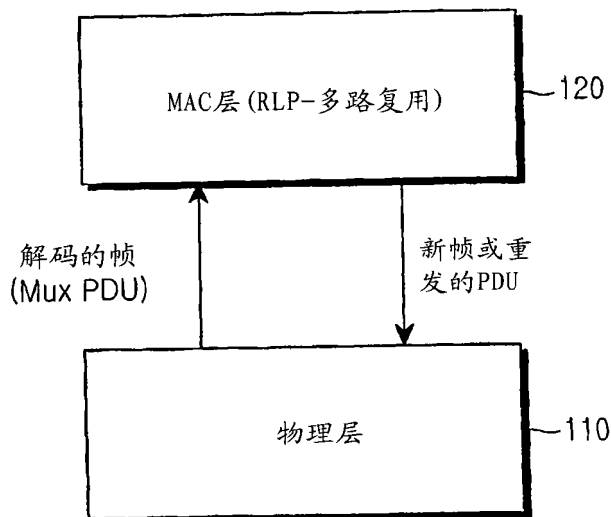 MAC层(RLP-多路复用)
120
解码的帧
(Mux PDU)
新帧或重
发的PDU
物理层
110